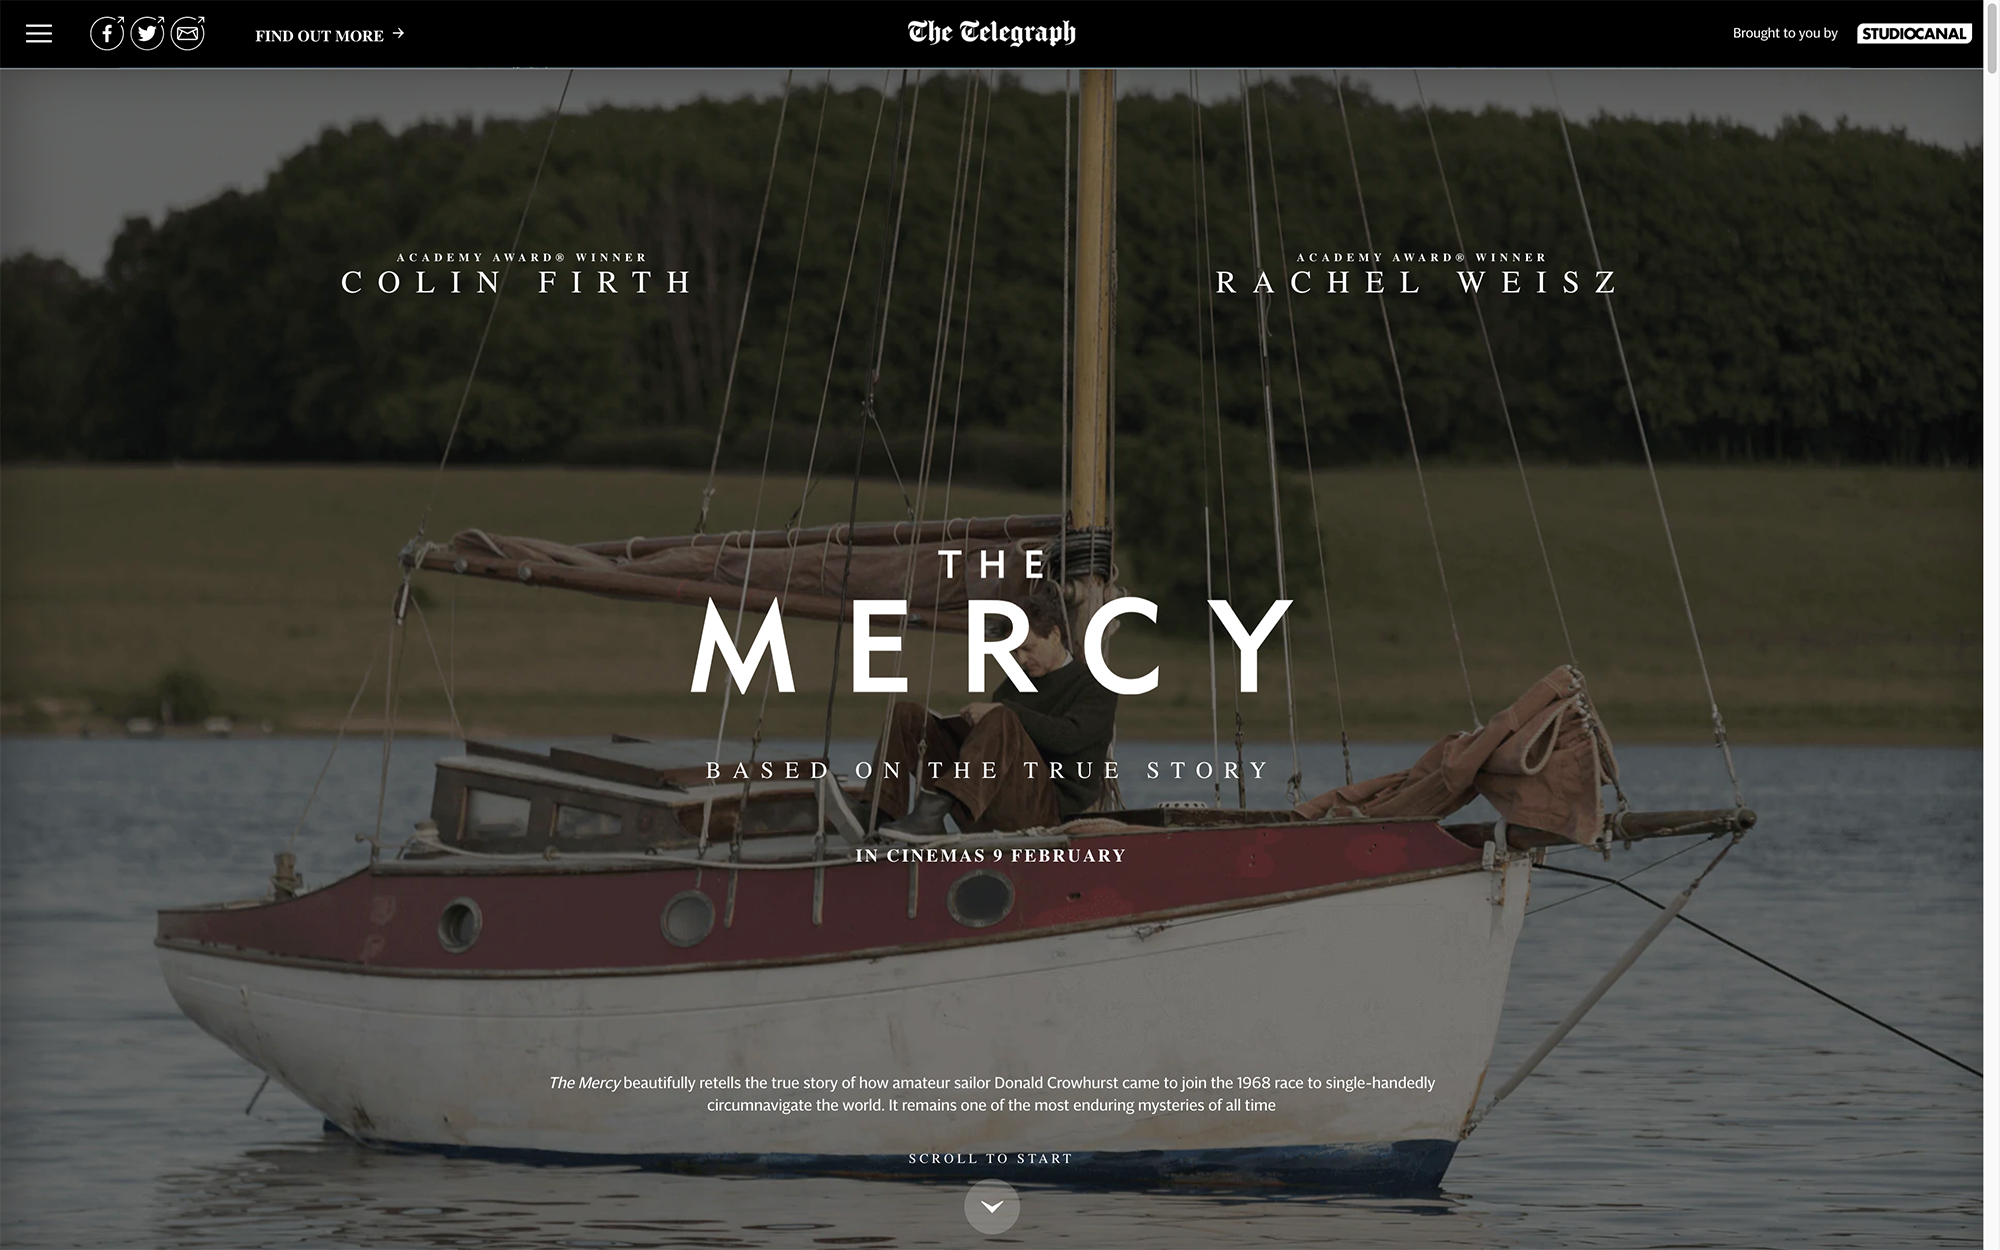 FIND OUT MORE →
The Telegraph
Brought to you by
STUDIOCANAL
ACADEMY AWARD® WINNER
COLIN FIRTH
ACADEMY AWARD® WINNER
RACHEL WEISZ
THE
MERCY
BASED ON THE TRUE STORY
IN CINEMAS 9 FEBRUARY
The Mercy beautifully retells the true story of how amateur sailor Donald Crowhurst came to join the 1968 race to single-handedly
circumnavigate the world. It remains one of the most enduring mysteries of all time
SCROLL TO START